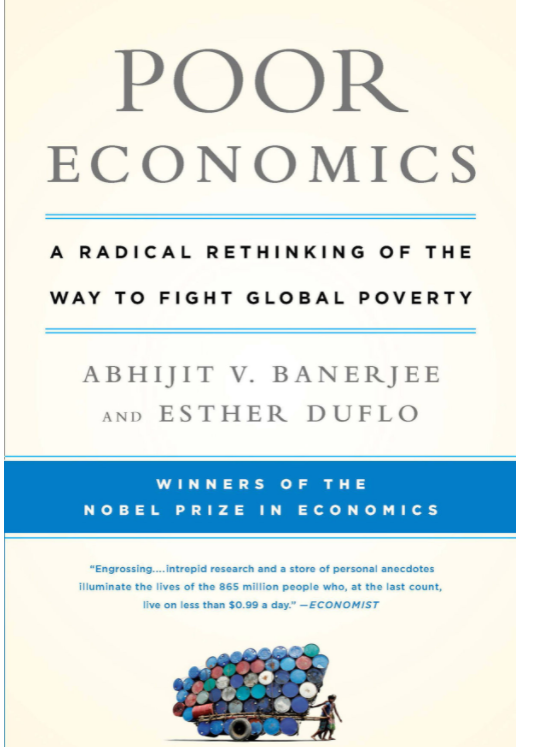 POOR
ECONOMICS
A RADICAL RETHINKING OF THE
WAY TO FIGHT GLOBAL POVERTY
ABHIJIT V. BANERJEE
AND ESTHER DUFLO
WINNERS OF THE
NOBEL PRIZE IN ECONOMICS
“Engrossing....intrepid research and a store of personal anecdotes
illuminate the lives of the 865 million people who, at the last count,
live on less than $0.99 a day.” —ECONOMIST